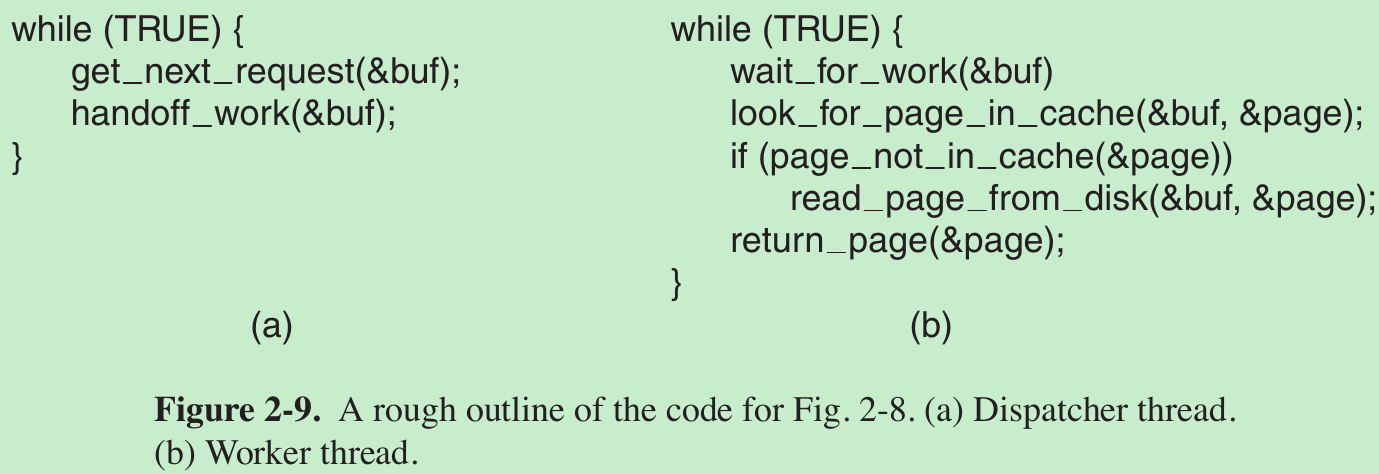 while (TRUE) {
get_next_request(&buf);
handoff_work(&buf);
}
(a)
while (TRUE) {
wait_for_work(&buf)
look_for_page_in_cache(&buf, &page);
if (page_not_in_cache(&page))
read_page_from_disk(&buf, &page);
return_page(&page);
}
(b)
Figure 2-9. A rough outline of the code for Fig. 2-8. (a) Dispatcher thread.
(b) Worker thread.